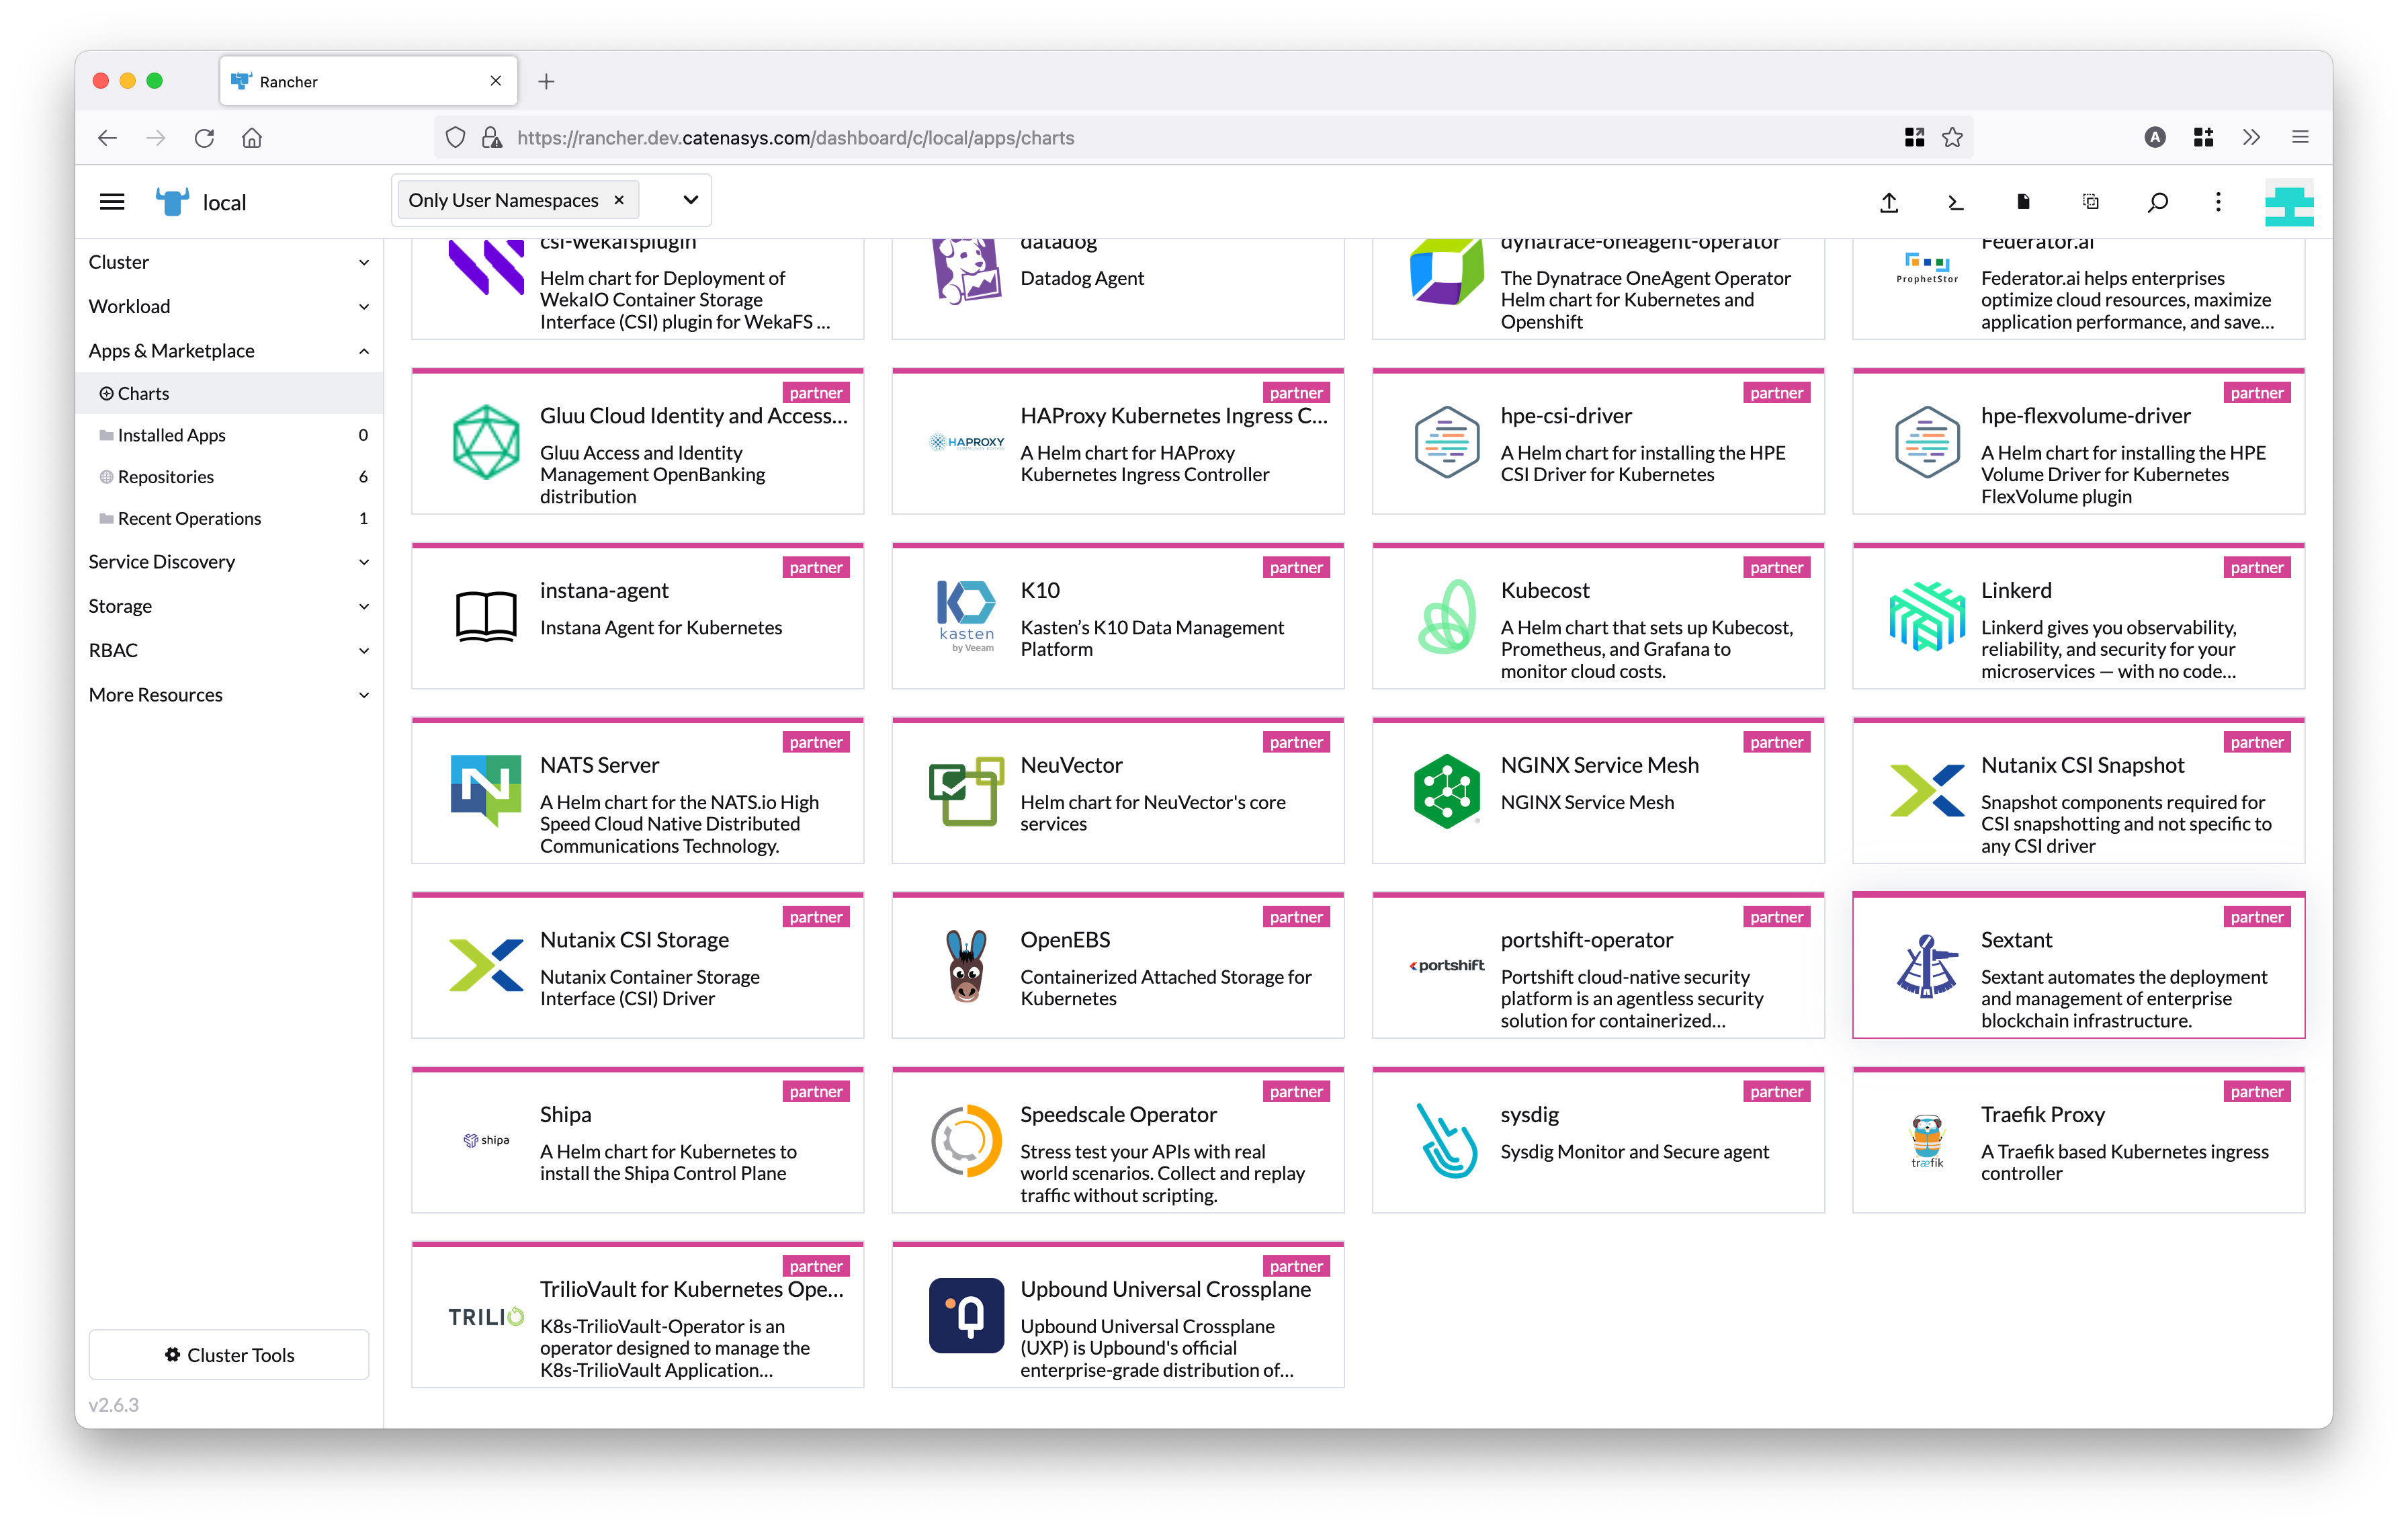 Rancher
https://rancher.dev.catenasys.com/dashboard/c/local/apps/charts
A
local
Only User Namespaces
Cluster
Workload
Apps & Marketplace
Charts
Installed Apps 0
Repositories 6
Recent Operations 1
Service Discovery
Storage
RBAC
More Resources
Cluster Tools
v2.6.3
csi-wekafsplugin
Helm chart for Deployment of
WekaIO Container Storage
Interface (CSI) plugin for WekaFS ...
datadog
Datadog Agent
dynatrace-oneagent-operator
The Dynatrace OneAgent Operator
Helm chart for Kubernetes and
Openshift
ProphetStor
Federator.ai
Federator.ai helps enterprises
optimize cloud resources, maximize
application performance, and save...
partner
Gluu Cloud Identity and Access...
Gluu Access and Identity
Management OpenBanking
distribution
partner
HAPROXY
COMMUNITY EDITION
HAProxy Kubernetes Ingress C...
A Helm chart for HAProxy
Kubernetes Ingress Controller
partner
hpe-csi-driver
A Helm chart for installing the HPE
CSI Driver for Kubernetes
partner
hpe-flexvolume-driver
A Helm chart for installing the HPE
Volume Driver for Kubernetes
FlexVolume plugin
partner
instana-agent
Instana Agent for Kubernetes
partner
K10
kasten
by Veeam
K10
Kasten’s K10 Data Management
Platform
partner
Kubecost
A Helm chart that sets up Kubecost,
Prometheus, and Grafana to
monitor cloud costs.
partner
Linkerd
Linkerd gives you observability,
reliability, and security for your
microservices — with no code...
partner
N
NATS Server
A Helm chart for the NATS.io High
Speed Cloud Native Distributed
Communications Technology.
partner
NeuVector
Helm chart for NeuVector's core
services
partner
NGINX Service Mesh
NGINX Service Mesh
partner
Nutanix CSI Snapshot
Snapshot components required for
CSI snapshotting and not specific to
any CSI driver
partner
Nutanix CSI Storage
Nutanix Container Storage
Interface (CSI) Driver
partner
OpenEBS
Containerized Attached Storage for
Kubernetes
partner
portshift
portshift-operator
Portshift cloud-native security
platform is an agentless security
solution for containerized...
partner
Sextant
Sextant automates the deployment
and management of enterprise
blockchain infrastructure.
partner
shipa
Shipa
A Helm chart for Kubernetes to
install the Shipa Control Plane
partner
Speedscale Operator
Stress test your APIs with real
world scenarios. Collect and replay
traffic without scripting.
partner
sysdig
Sysdig Monitor and Secure agent
partner
træfik
Traefik Proxy
A Traefik based Kubernetes ingress
controller
partner
TRILIO
TrilioVault for Kubernetes Ope...
K8s-TrilioVault-Operator is an
operator designed to manage the
K8s-TrilioVault Application...
partner
Upbound Universal Crossplane
Upbound Universal Crossplane
(UXP) is Upbound's official
enterprise-grade distribution of...